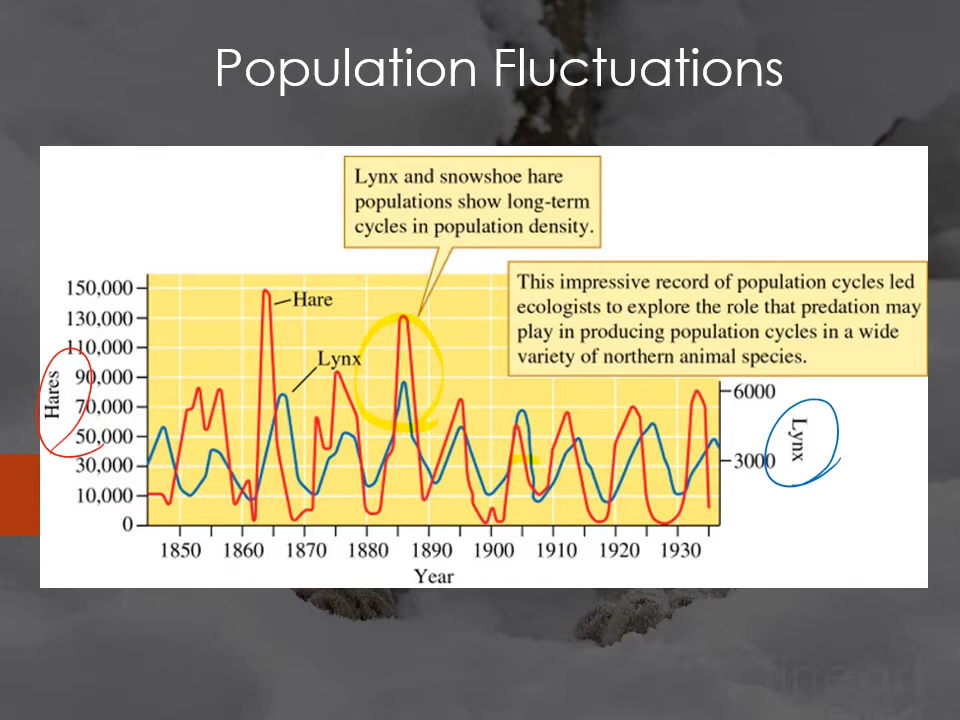 Population Fluctuations
Lynx and snowshoe hare
populations show long-term
cycles in population density.
This impressive record of population cycles led
ecologists to explore the role that predation may
play in producing population cycles in a wide
variety of northern animal species.
Hares
150,000
130,000
110,000
90,000
70,000
50,000
30,000
10,000
0
Hare
Lynx
6000
3000
Lynx
1850 1860 1870 1880 1890 1900 1910 1920 1930
Year